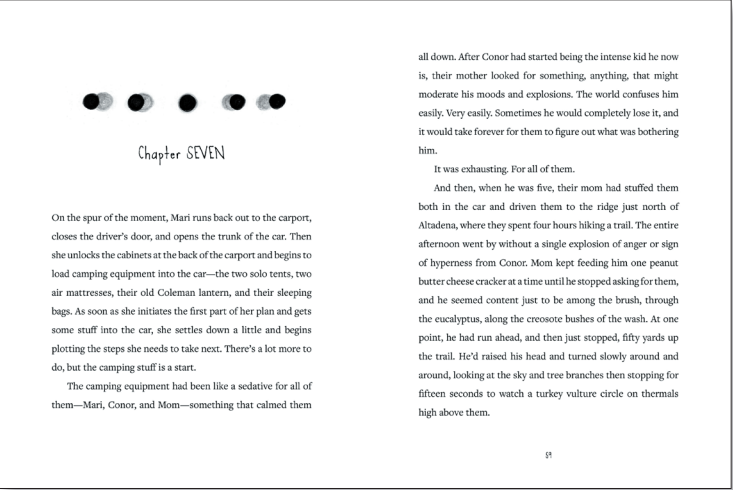 Chapter SEVEN
On the spur of the moment, Mari runs back out to the carport,
closes the driver's door, and opens the trunk of the car. Then
she unlocks the cabinets at the back of the carport and begins to
load camping equipment into the car—the two solo tents, two
air mattresses, their old Coleman lantern, and their sleeping
bags. As soon as she initiates the first part of her plan and gets
some stuff into the car, she settles down a little and begins
plotting the steps she needs to take next. There's a lot more to
do, but the camping stuff is a start.
The camping equipment had been like a sedative for all of
them—Mari, Conor, and Mom—something that calmed them
all down. After Conor had started being the intense kid he now
is, their mother looked for something, anything, that might
moderate his moods and explosions. The world confuses him
easily. Very easily. Sometimes he would completely lose it, and
it would take forever for them to figure out what was bothering
him.
It was exhausting. For all of them.
And then, when he was five, their mom had stuffed them
both in the car and driven them to the ridge just north of
Altadena, where they spent four hours hiking a trail. The entire
afternoon went by without a single explosion of anger or sign
of hyperness from Conor. Mom kept feeding him one peanut
butter cheese cracker at a time until he stopped asking for them,
and he seemed content just to be among the brush, through
the eucalyptus, along the creosote bushes of the wash. At one
point, he had run ahead, and then just stopped, fifty yards up
the trail. He'd raised his head and turned slowly around and
around, looking at the sky and tree branches then stopping for
fifteen seconds to watch a turkey vulture circle on thermals
high above them.